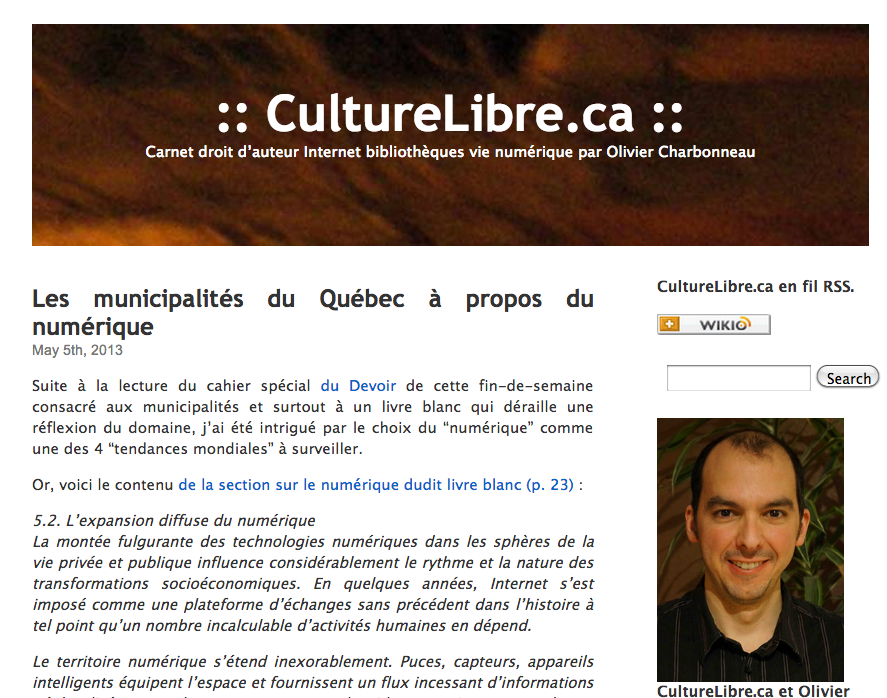 :: CultureLibre.ca ::
Carnet droit d’auteur Internet bibliothèques vie numérique par Olivier Charbonneau
Les municipalités du Québec à propos du
numérique
May 5th, 2013
Suite à la lecture du cahier spécial du Devoir de cette fin-de-semaine
consacré aux municipalités et surtout à un livre blanc qui déraille une
réflexion du domaine, j’ai été intrigué par le choix du “numérique” comme
une des 4 “tendances mondiales” à surveiller.
Or, voici le contenu de la section sur le numérique dudit livre blanc (p. 23) :
5.2. L’expansion diffuse du numérique
La montée fulgurante des technologies numériques dans les sphères de la
vie privée et publique influence considérablement le rythme et la nature des
transformations socioéconomiques. En quelques années, Internet s’est
imposé comme une plateforme d’échanges sans précédent dans l’histoire à
tel point qu’un nombre incalculable d’activités humaines en dépend.
Le territoire numérique s’étend inexorablement. Puces, capteurs, appareils
intelligents équipent l’espace et fournissent un flux incessant d’informations
CultureLibre.ca en fil RSS.
WIKIO
Search
CultureLibre.ca et Olivier